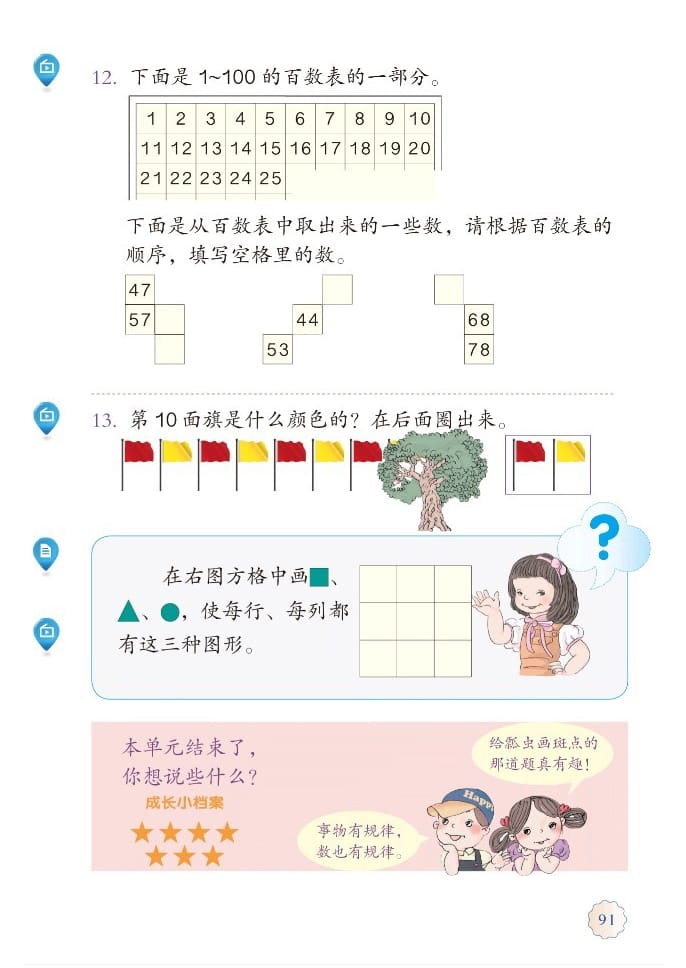 12. 下面是 1~100 的百数表的一部分。
1 2 3 4 5 6 7 8 9 10
11 12 13 14 15 16 17 18 19 20
21 22 23 24 25
下面是从百数表中取出来的一些数，请根据百数表的
顺序，填写空格里的数。
47
57 44 68
53 78
13. 第 10 面旗是什么颜色的？在后面圈出来。
?
在右图方格中画■、
▲、●，使每行、每列都
有这三种图形。
本单元结束了，
你想说些什么？
成长小档案
给瓢虫画斑点的
那道题真有趣！
Happy
事物有规律，
数也有规律。
91